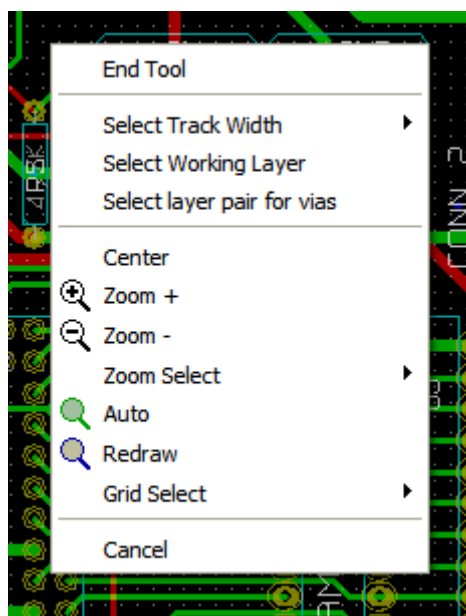 End Tool
Select Track Width
Select Working Layer
Select layer pair for vias
Center
Zoom +
Zoom -
Zoom Select
Auto
Redraw
Grid Select
Cancel
CONN_2